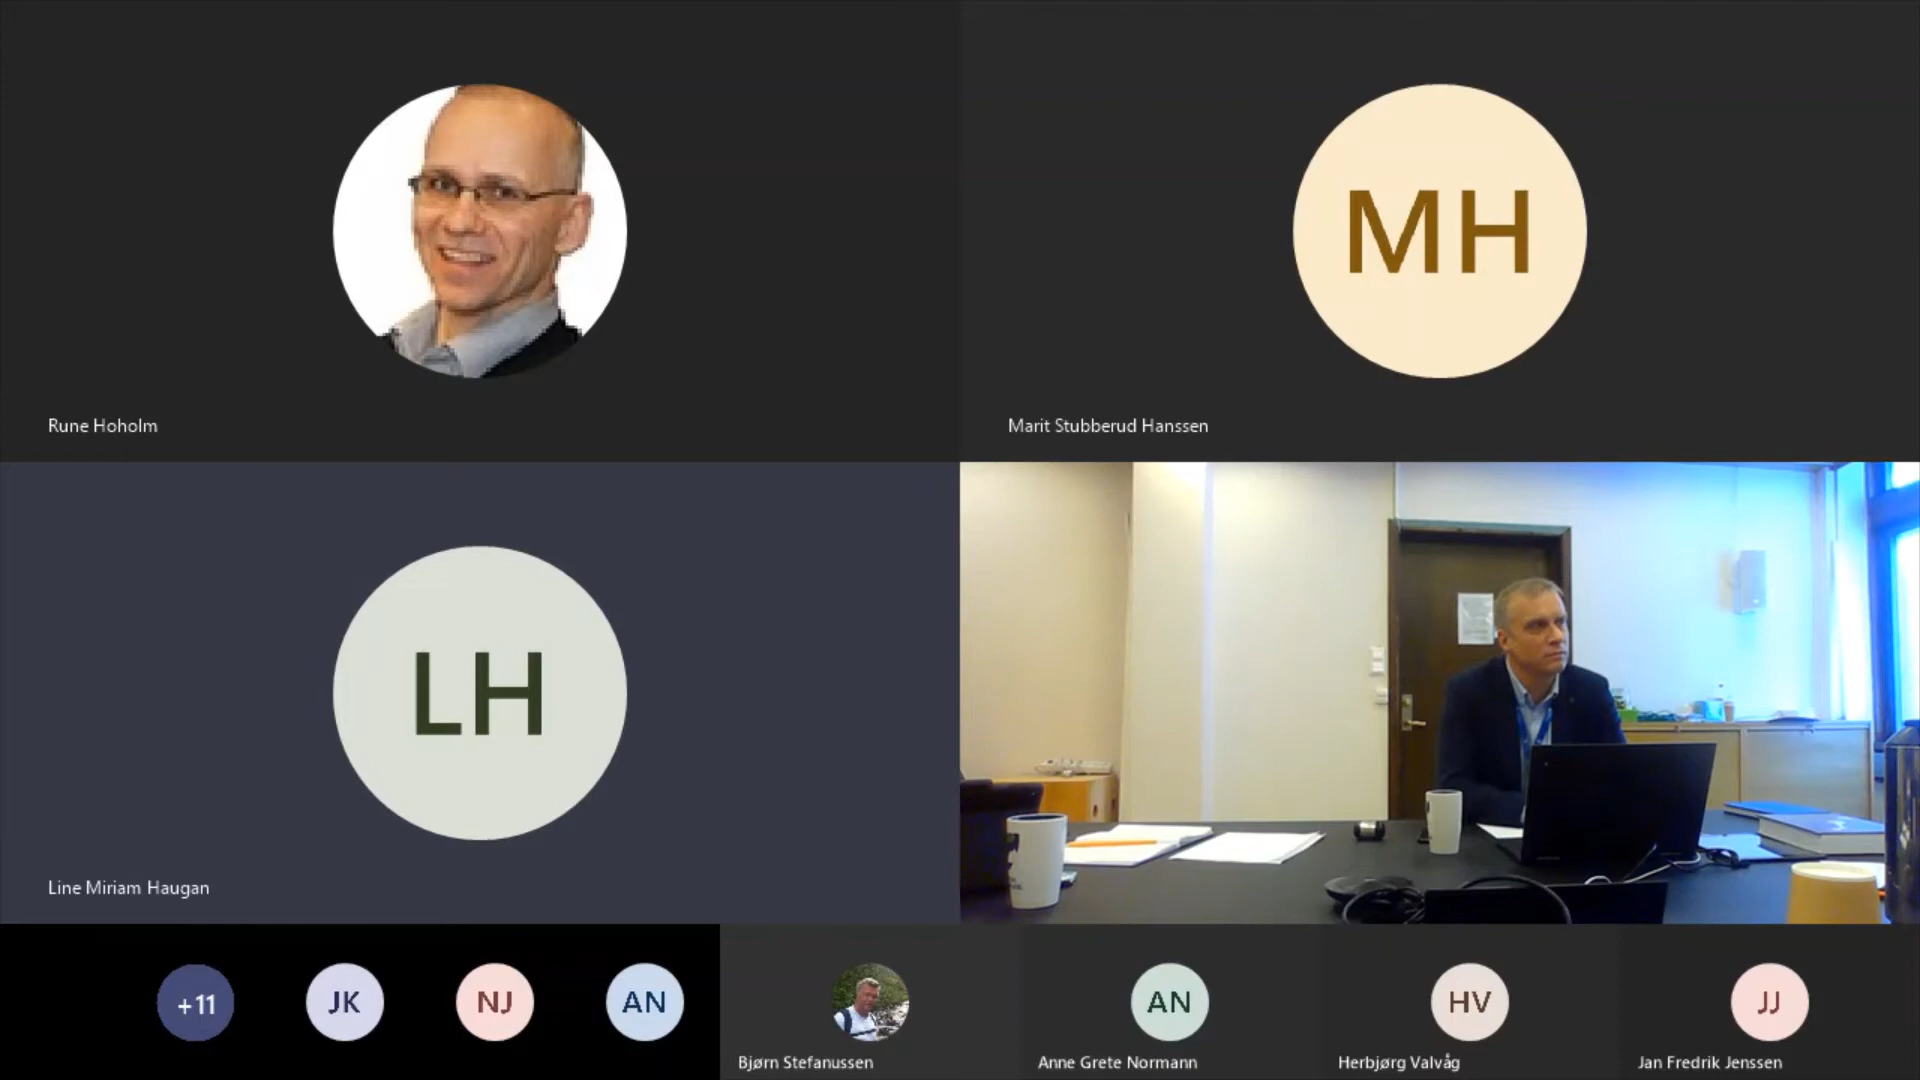 MH
Rune Hoholm
Marit Stubberud Hanssen
LH
Line Miriam Haugan
+11
JK
NJ
AN
AN
HV
JJ
Bjørn Stefanussen
Anne Grete Normann
Herbjørg Valvåg
Jan Fredrik Jenssen